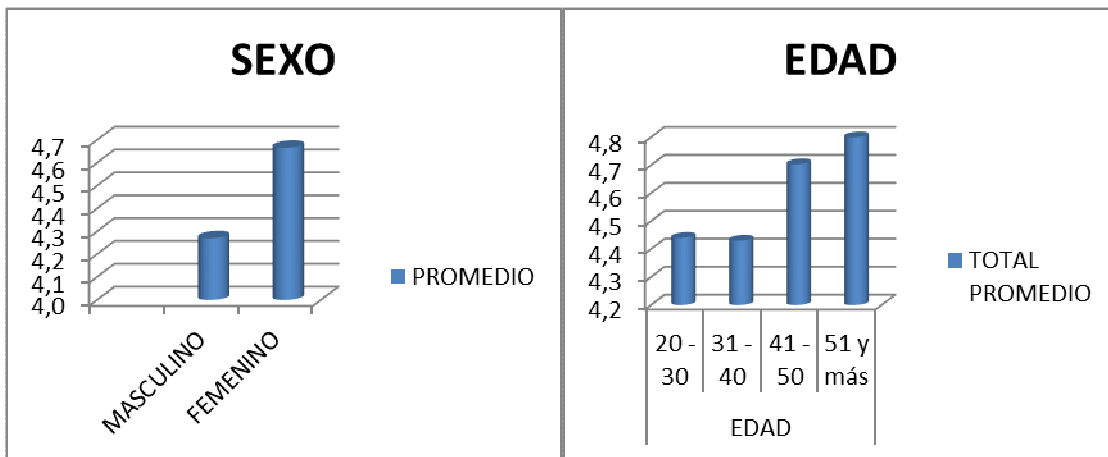 SEXO
4,7
4,6
4,5
4,4
4,3
4,2
4,1
4,0
MASCULINO
FEMENINO
PROMEDIO
EDAD
4,8
4,7
4,6
4,5
4,4
4,3
4,2
20 -
30
31 -
40
41 -
50
51 y
más
EDAD
TOTAL
PROMEDIO